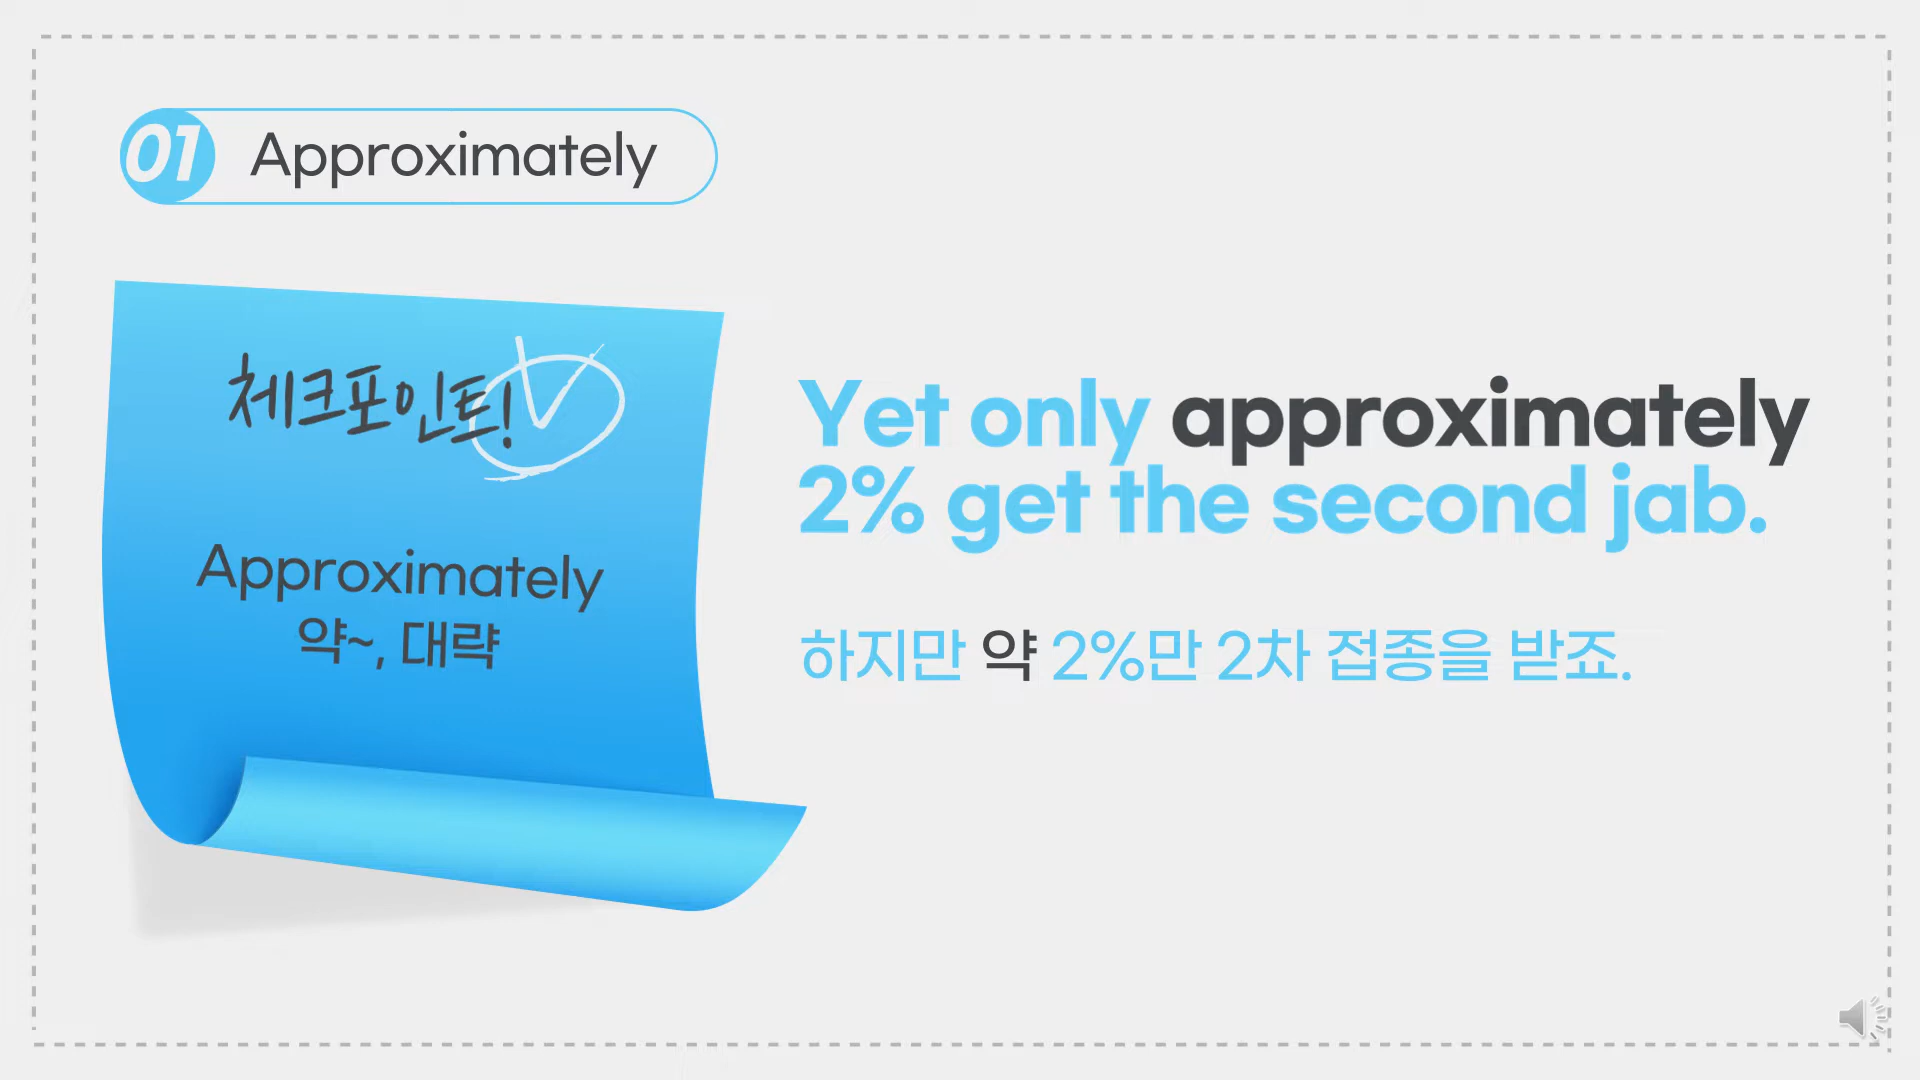 01 Approximately
체크포인트!
Approximately
약~, 대략
Yet only approximately
2% get the second jab.
하지만 약 2%만 2차 접종을 받죠.